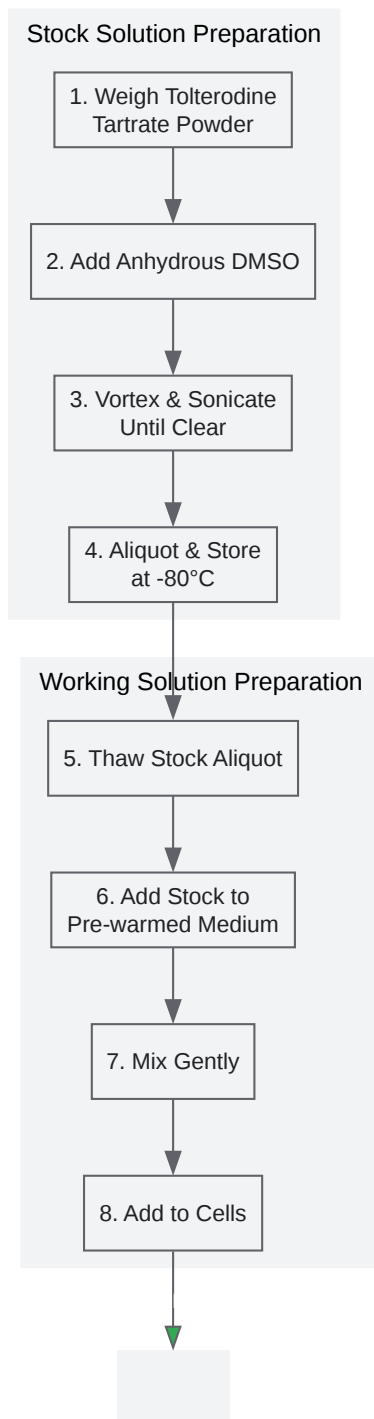 Stock Solution Preparation
1. Weigh Tolterodine
Tartrate Powder
2. Add Anhydrous DMSO
3. Vortex & Sonicate
Until Clear
4. Aliquot & Store
at -80°C
Working Solution Preparation
5. Thaw Stock Aliquot
6. Add Stock to
Pre-warmed Medium
7. Mix Gently
8. Add to Cells